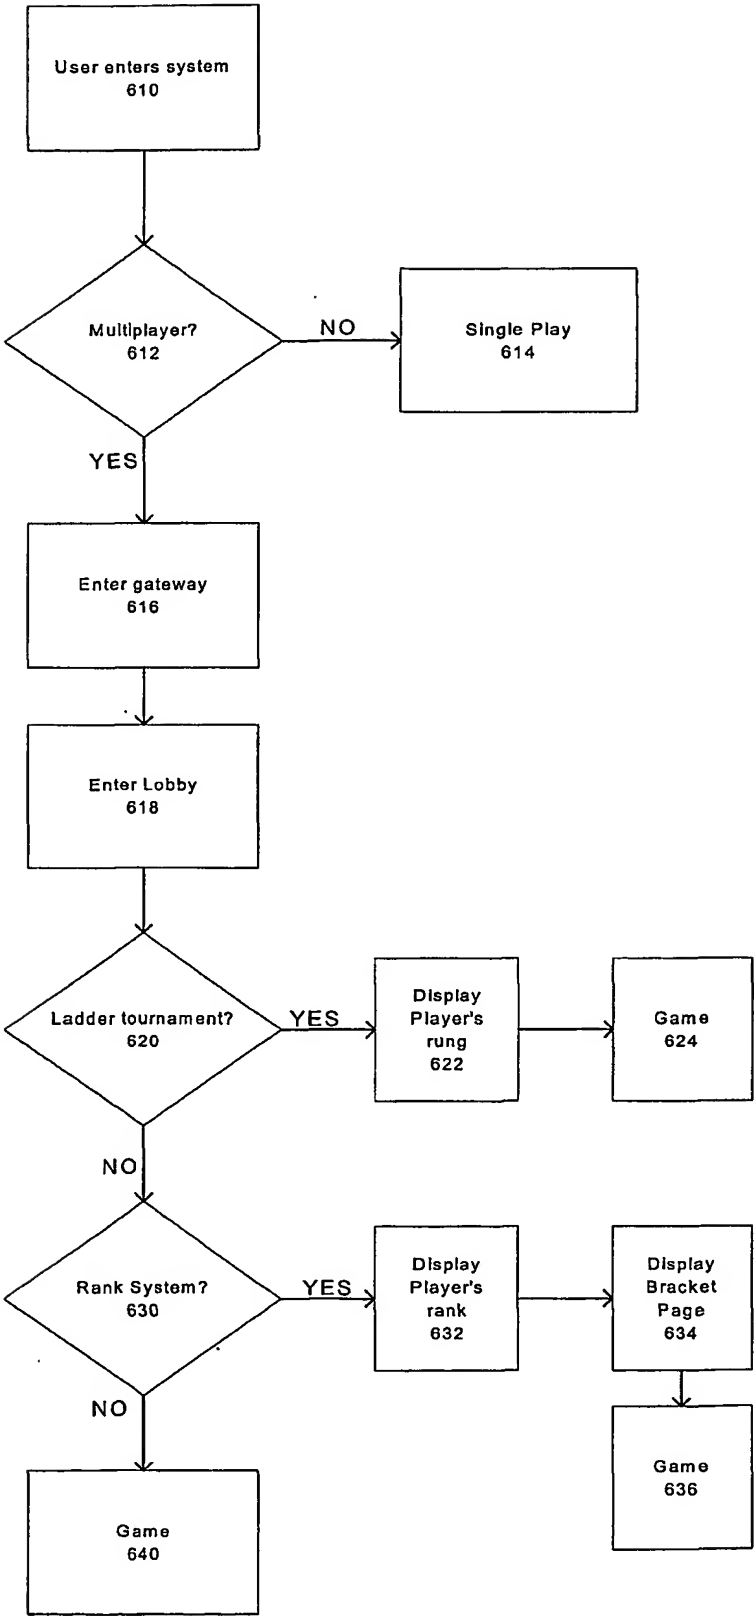 User enters system
610
Multiplayer?
612
NO
Single Play
614
YES
Enter gateway
616
Enter Lobby
618
Ladder tournament?
620
YES
Display
Player's
rung
622
Game
624
NO
Rank System?
630
YES
Display
Player's
rank
632
Display
Bracket
Page
634
NO
Game
636
Game
640